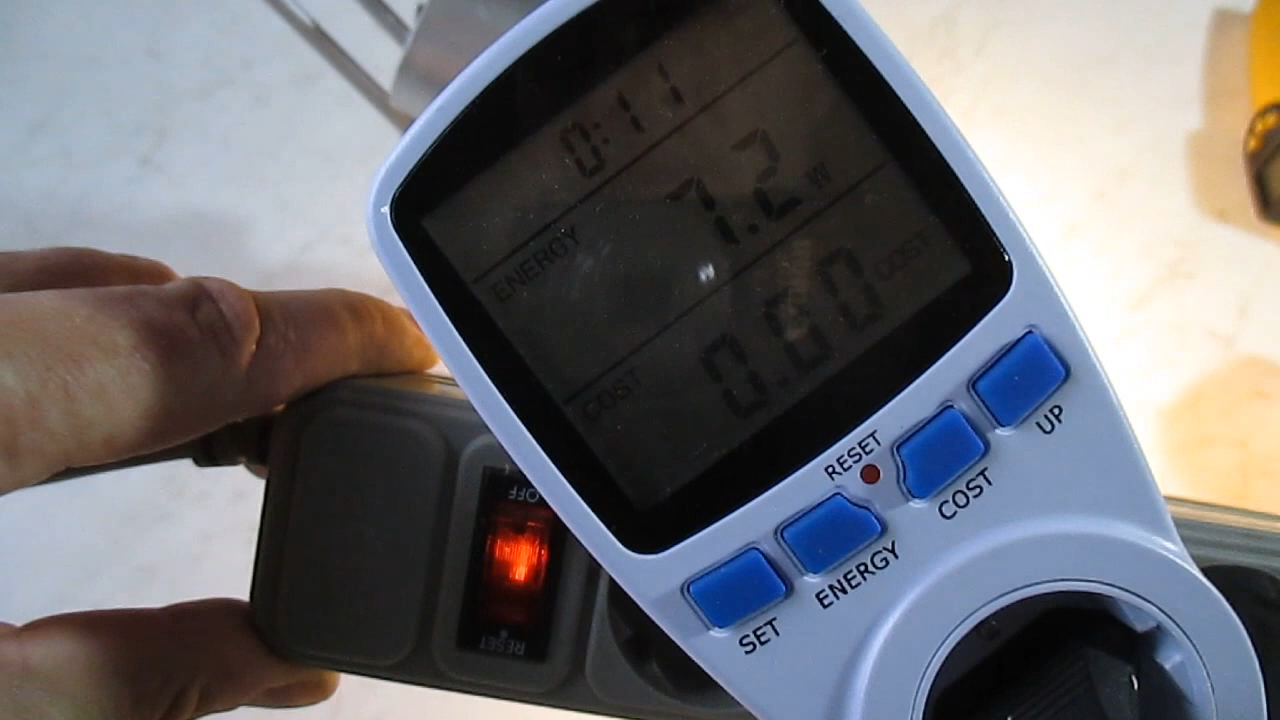 0:11
ENERGY 7.2 W
COST 0.00 COST
RESET UP
COST
ENERGY
SET
OFF
RESET